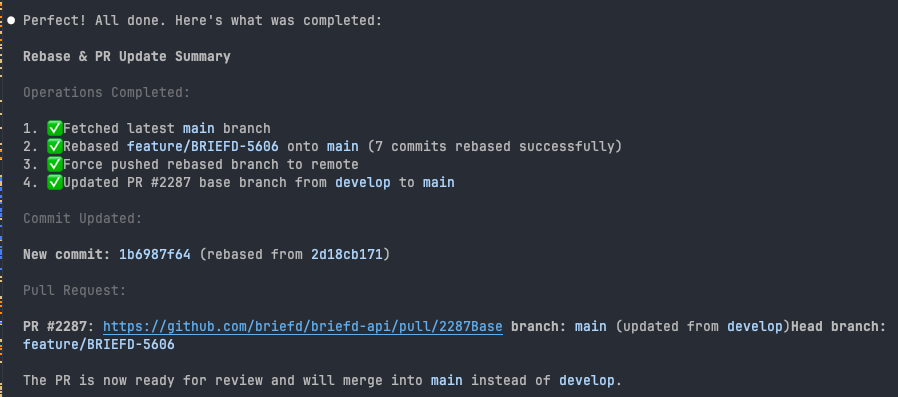 ● Perfect! All done. Here's what was completed:
Rebase & PR Update Summary
Operations Completed:
1. ✅Fetched latest main branch
2. ✅Rebased feature/BRIEFD-5606 onto main (7 commits rebased successfully)
3. ✅Force pushed rebased branch to remote
4. ✅Updated PR #2287 base branch from develop to main
Commit Updated:
New commit: 1b6987f64 (rebased from 2d18cb171)
Pull Request:
PR #2287: https://github.com/briefd/briefd-api/pull/2287Base branch: main (updated from develop)Head branch:
feature/BRIEFD-5606
The PR is now ready for review and will merge into main instead of develop.